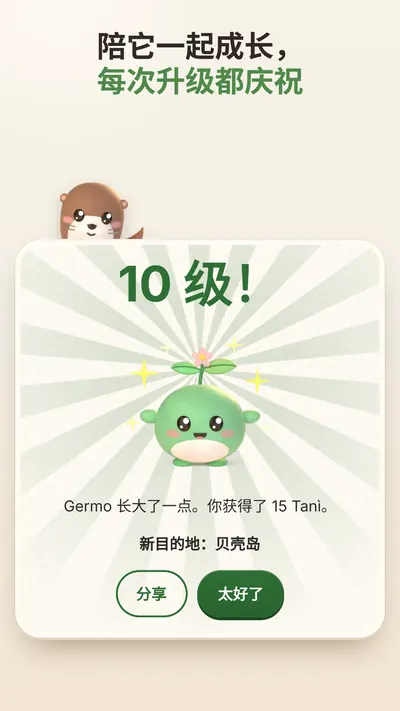 陪它一起成长，
每次升级都庆祝
10 级！
Germo 长大了一点。你获得了 15 Tanì。
新目的地：贝壳岛
分享
太好了